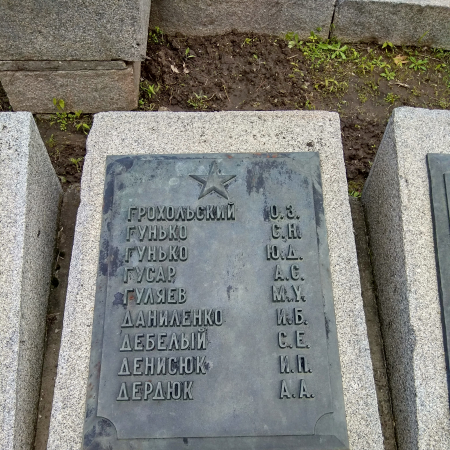 ГРОХОЛЬСКИЙ О.З.
ГУНЬКО С.Н.
ГУНЬКО Ю.Д.
ГУСАР А.С.
ГУЛЯЕВ М.У.
ДАНИЛЕНКО И.Б.
ДЕБЕЛЫЙ С.Е.
ДЕНИСЮК И.П.
ДЕРДЮК А.А.